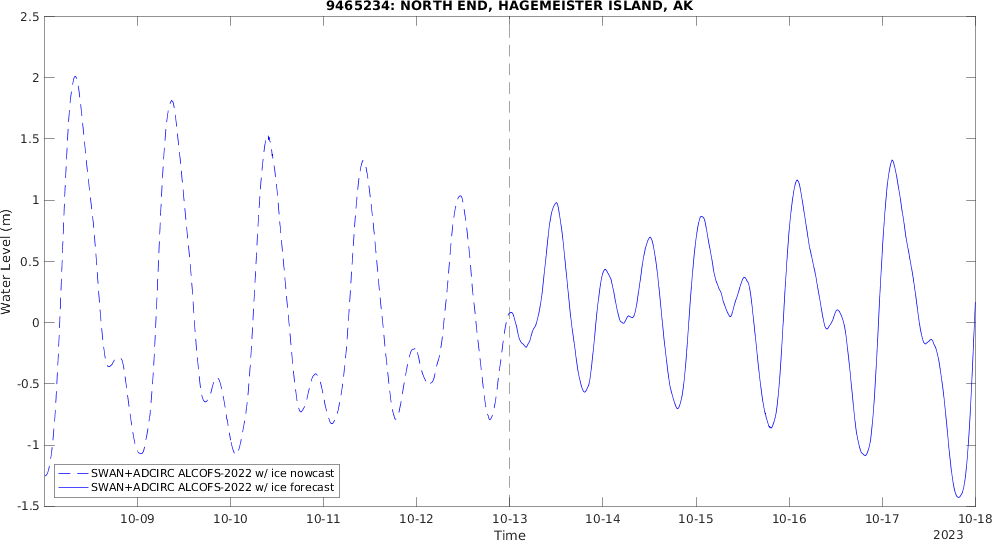 9465234: NORTH END, HAGEMEISTER ISLAND, AK
2.5
2
1.5
1
0.5
0
-0.5
-1
-1.5
Water Level (m)
SWAN+ADCIRC ALCOFS-2022 w/ ice nowcast
SWAN+ADCIRC ALCOFS-2022 w/ ice forecast
10-09 10-10 10-11 10-12 10-13 10-14 10-15 10-16 10-17 10-18
Time
2023